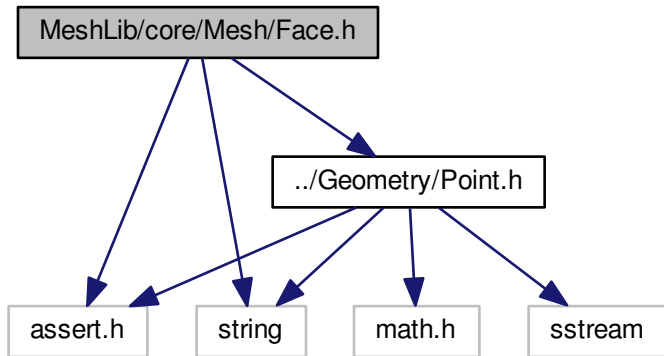 MeshLib/core/Mesh/Face.h
../Geometry/Point.h
assert.h
string
math.h
sstream